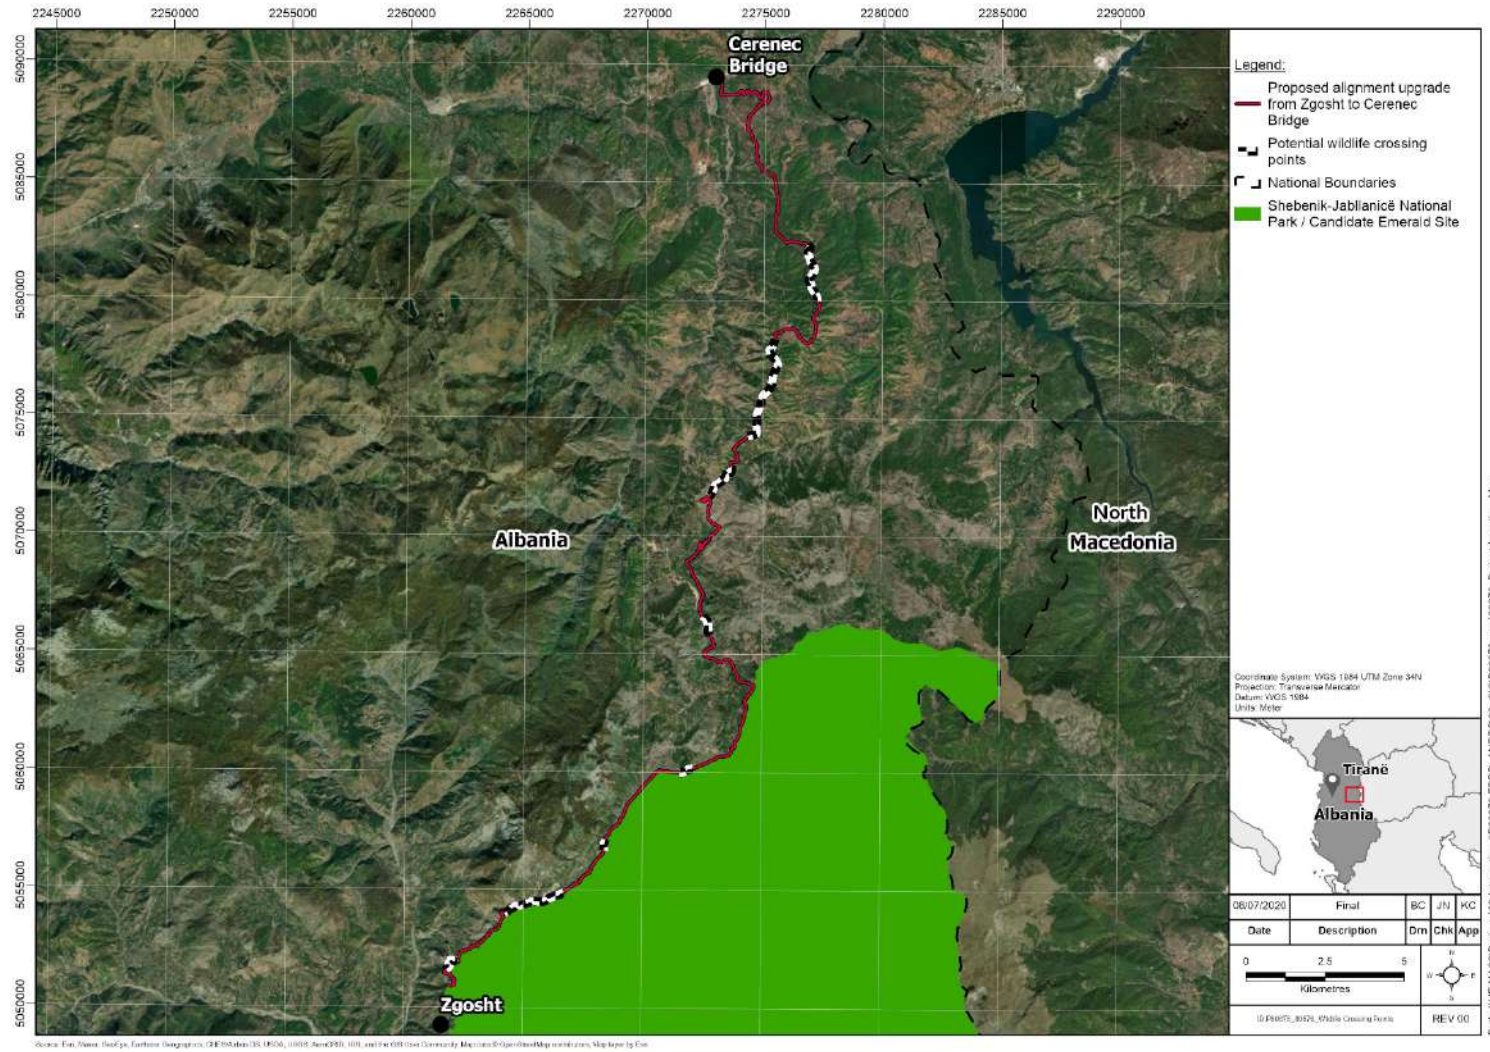 2245000 2250000 2255000 2260000 2265000 2270000 2275000 2280000 2285000 2290000
5090000
5085000
5080000
5075000
5070000
5065000
5060000
5055000
5050000
Cerenec
Bridge
Albania
North
Macedonia
Zgosht
Legend:
Proposed alignment upgrade
from Zgosht to Cerenec
Bridge
Potential wildlife crossing
points
National Boundaries
Shebenik-Jabllanicë National
Park / Candidate Emerald Site
Coordinate System: WGS 1984 UTM Zone 34N
Projection: Transverse Mercator
Datum: WGS 1984
Units: Meter
Tiranë
Albania
08/07/2020 Final BC JN KC
Date Description Drn Chk App
0 2.5 5
Kilometres
N
W E
S
Wildlife Crossing Points
REV 00